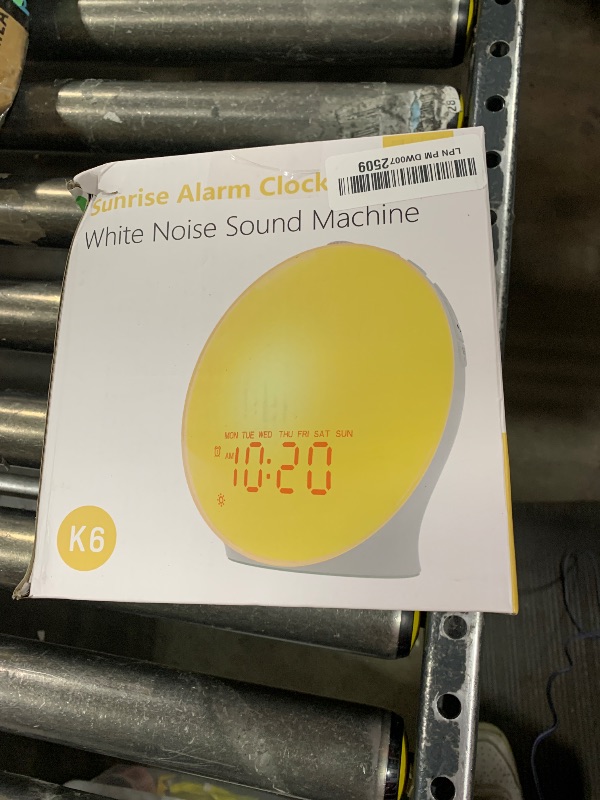 LPN PM DW0072509
Sunrise Alarm Clock
White Noise Sound Machine
MON TUE WED THU FRI SAT SUN
AM 10:20
K6
28